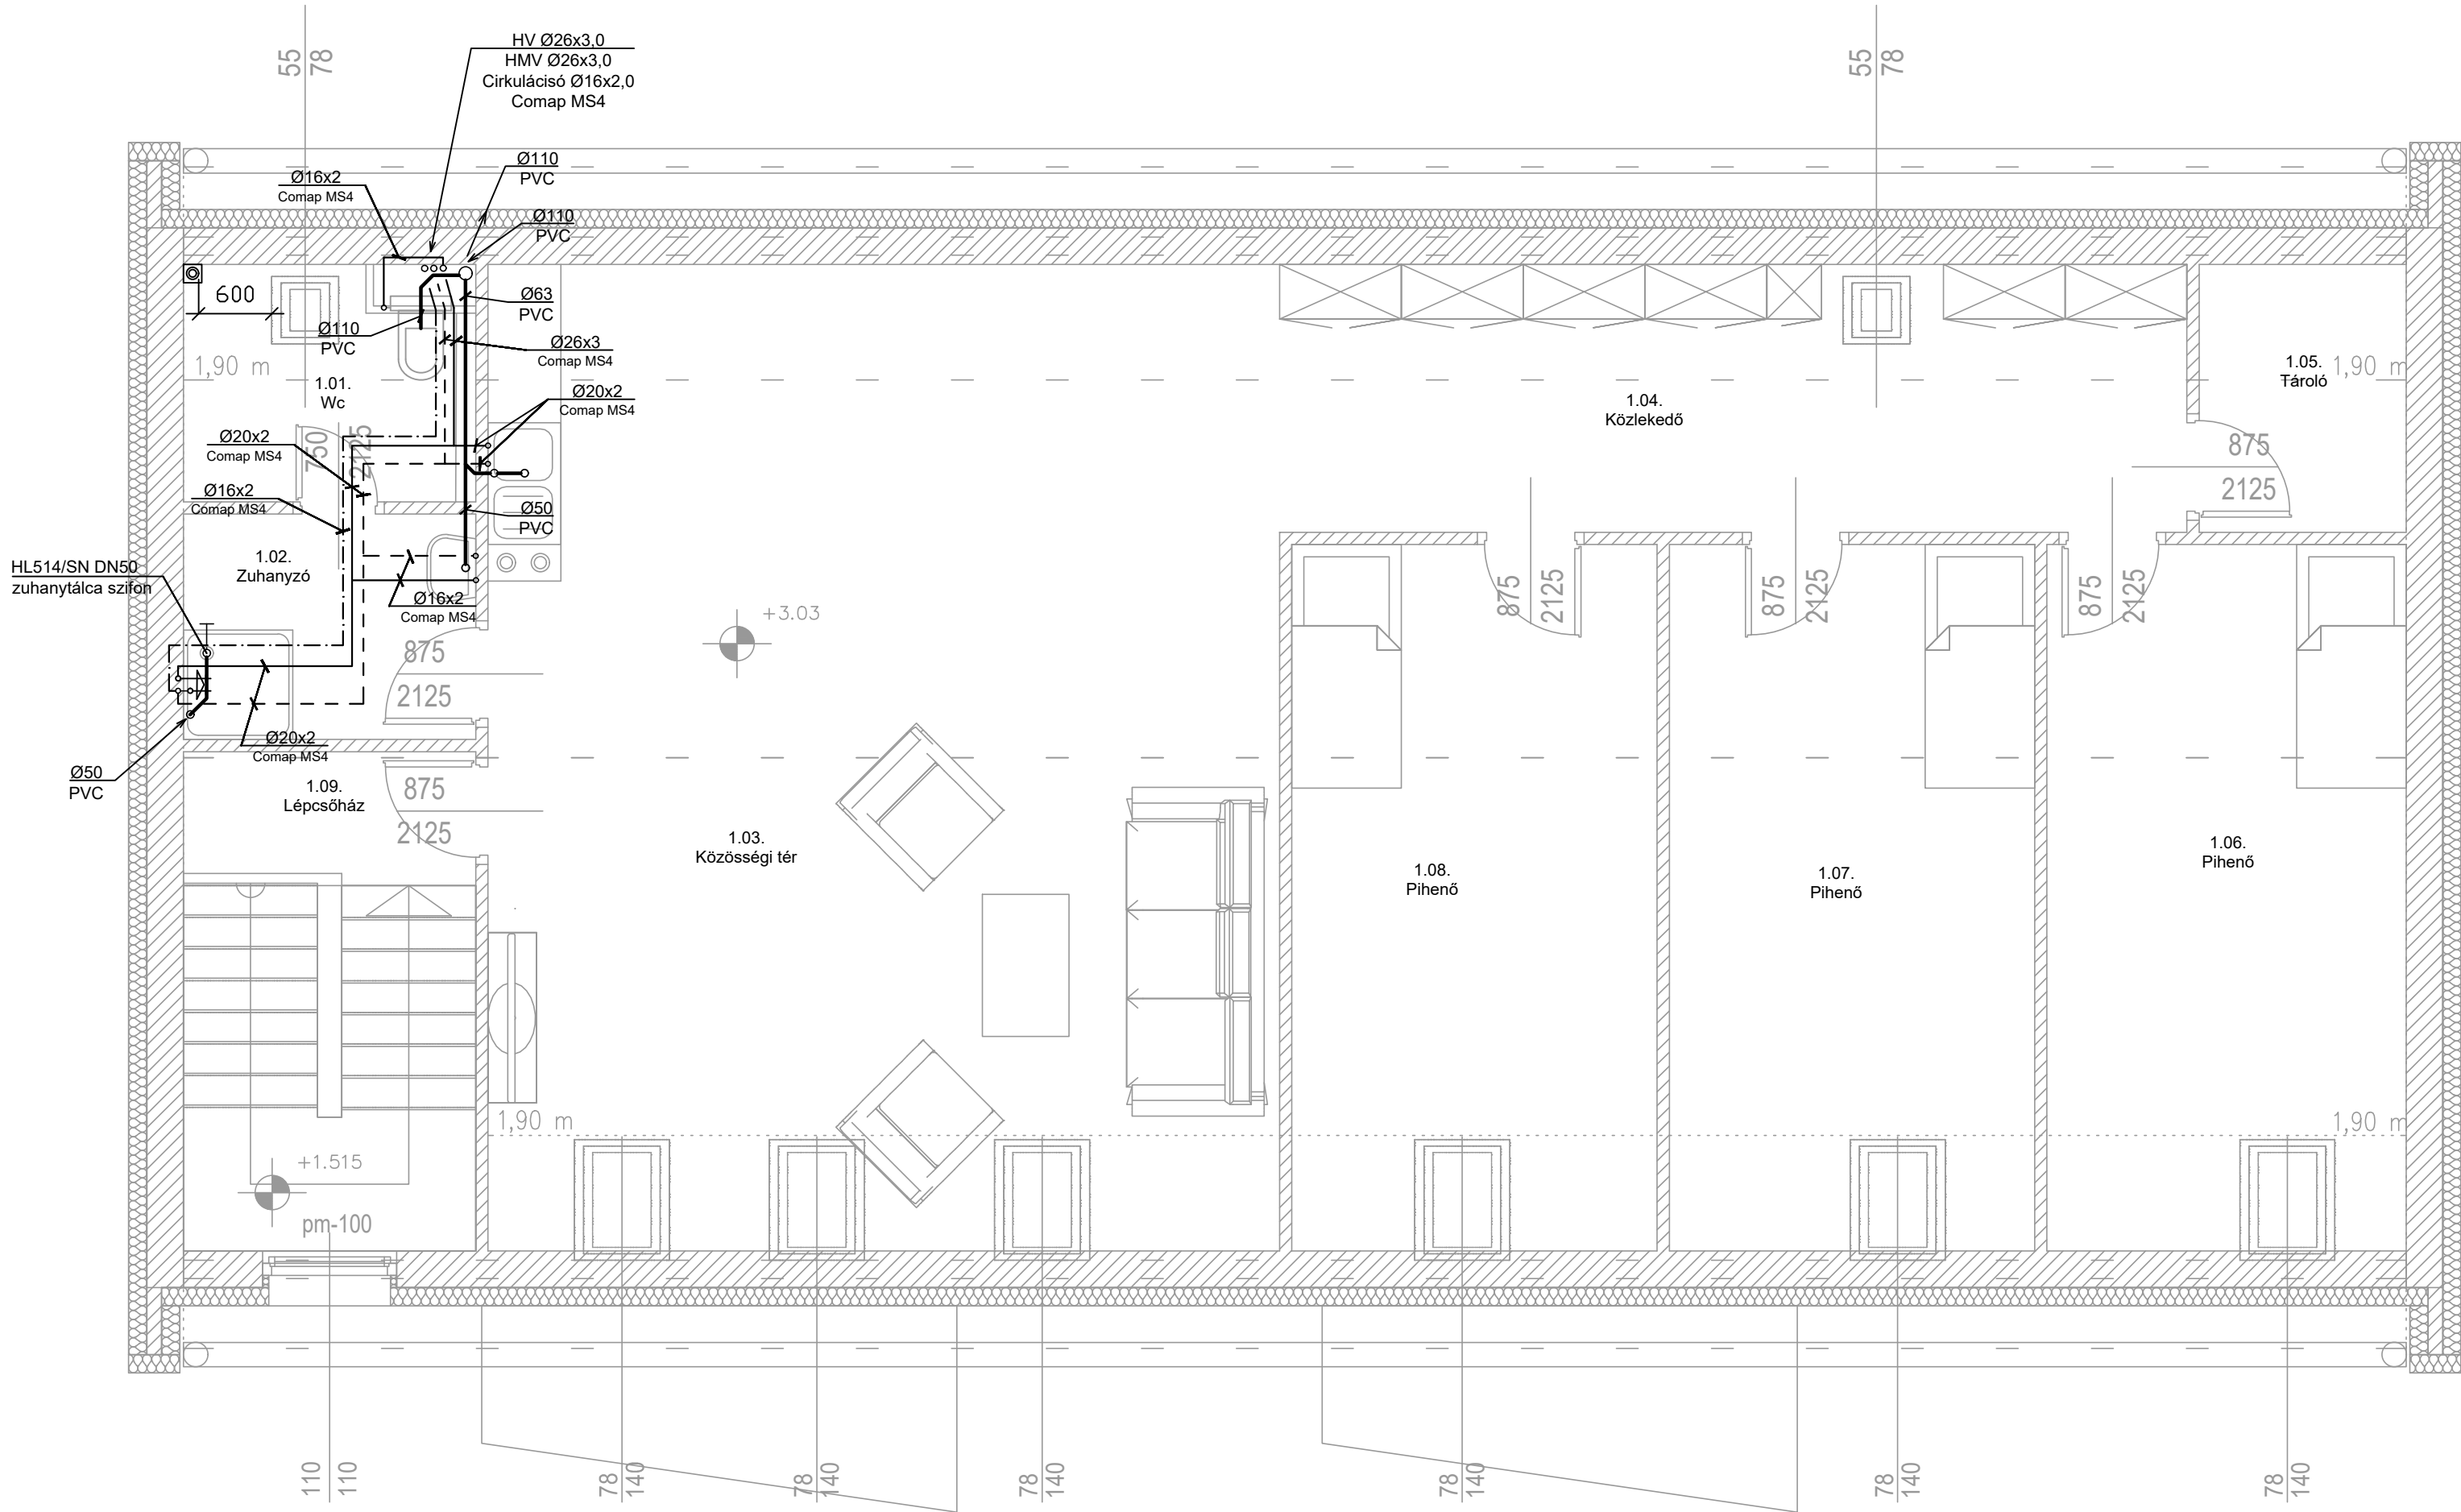 HV Ø26x3,0
HMV Ø26x3,0
Cirkulácisó Ø16x2,0
Comap MS4
55
78
55
78
Ø110
PVC
Ø16x2
Comap MS4
Ø110
PVC
600
Ø63
PVC
Ø110
PVC
Ø26x3
Comap MS4
1,90 m
1.01.
Wc
Ø20x2
Comap MS4
1.04.
Közlekedő
1.05.
Tároló
1,90 m
Ø20x2
Comap MS4
750
2125
875
2125
Ø16x2
Comap MS4
Ø50
PVC
HL514/SN DN50
zuhanytálca szifon
1.02.
Zuhanyzó
Ø16x2
Comap MS4
+3.03
875
2125
875
2125
875
2125
875
2125
Ø20x2
Comap MS4
Ø50
PVC
1.09.
Lépcsőház
875
2125
1.03.
Közösségi tér
1.08.
Pihenő
1.07.
Pihenő
1.06.
Pihenő
1,90 m
1,90 m
+1.515
pm-100
110
110
78
140
78
140
78
140
78
140
78
140
78
140